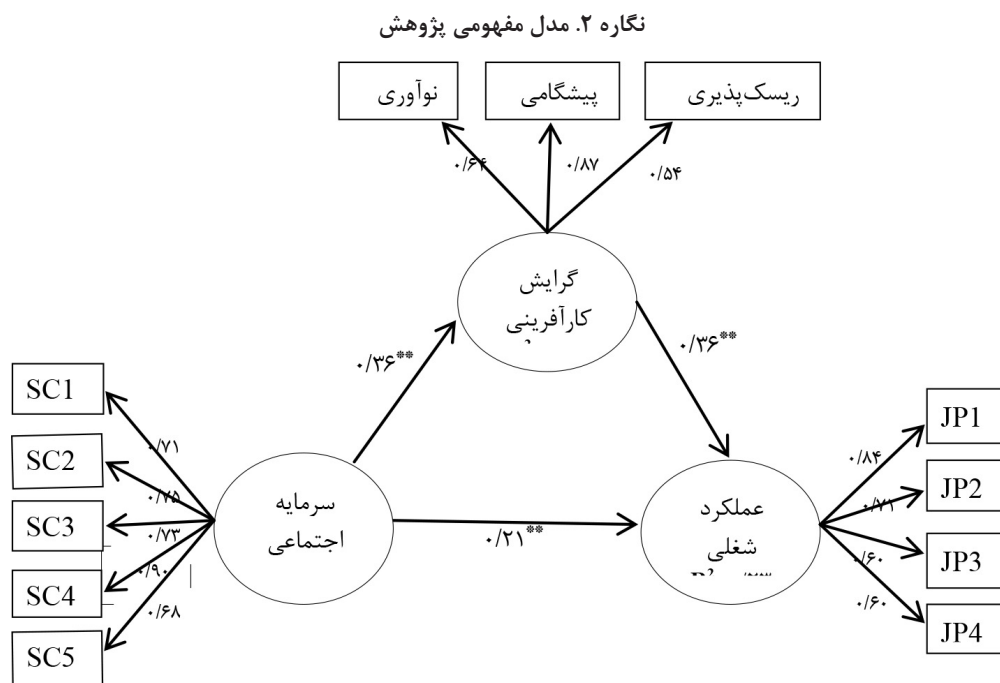 نگاره ۲. مدل مفهومی پژوهش
ریسک‌پذیری
پیشگامی
نوآوری
۰/۵۴
۰/۸۷
۰/۶۴
گرایش
کارآفرینی
۰/۳۶**
۰/۳۶**
SC1
SC2
SC3
SC4
SC5
۰/۷۱
۰/۷۵
۰/۷۳
۰/۹۰
۰/۶۸
سرمایه
اجتماعی
۰/۲۱**
عملکرد
شغلی
۰/۸۴
۰/۷۱
۰/۶۰
۰/۶۰
JP1
JP2
JP3
JP4